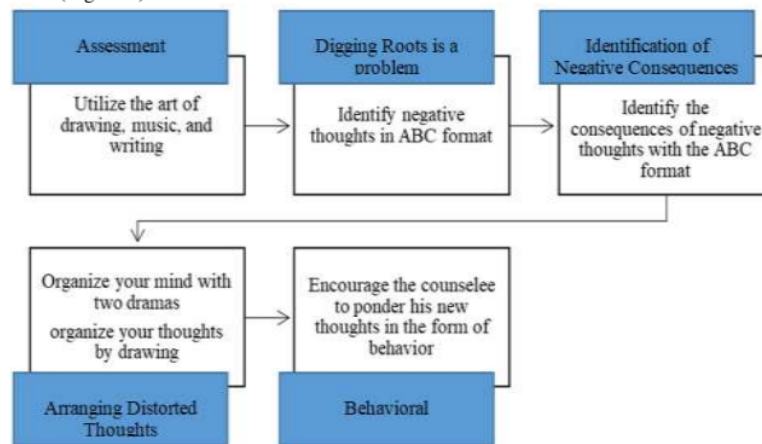 Assessment
Utilize the art of
drawing, music, and
writing
Digging Roots is a
problem
Identify negative
thoughts in ABC format
Identification of
Negative Consequences
Identify the
consequences of negative
thoughts with the ABC
format
Organize your mind with
two dramas
organize your thoughts
by drawing
Arranging Distorted
Thoughts
Encourage the counselee
to ponder his new
thoughts in the form of
behavior
Behavioral